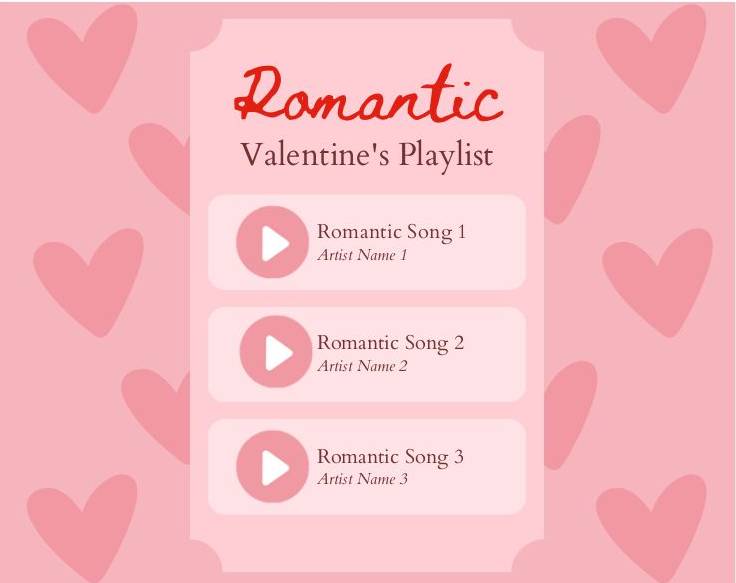 Romantic
Valentine's Playlist
Romantic Song 1
Artist Name 1
Romantic Song 2
Artist Name 2
Romantic Song 3
Artist Name 3